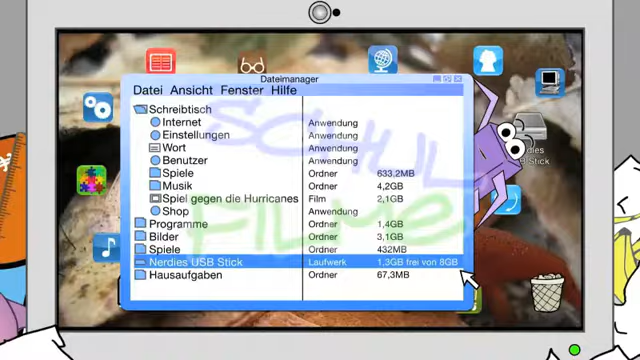 Dateimanager
Datei Ansicht Fenster Hilfe
Schreibtisch
Internet Anwendung
Einstellungen Anwendung
Wort Anwendung
Benutzer Anwendung
Spiele Ordner 633,2MB
Musik Ordner 4,2GB
Spiel gegen die Hurricanes Film 2,1GB
Shop Anwendung
Programme Ordner 1,4GB
Bilder Ordner 3,1GB
Spiele Ordner 432MB
Nerdies USB Stick Laufwerk 1,3GB frei von 8GB
Hausaufgaben Ordner 67,3MB
SCHUL
FILME
dies
B Stick